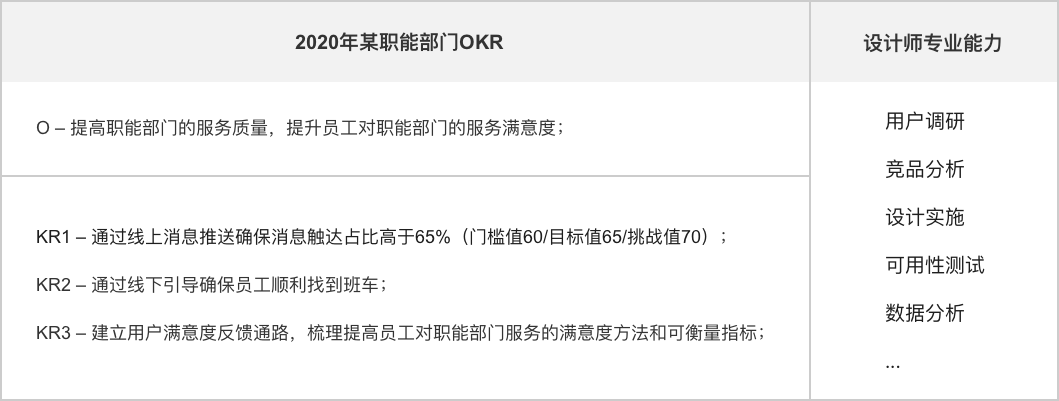 2020年某职能部门OKR
设计师专业能力
O – 提高职能部门的服务质量，提升员工对职能部门的服务满意度；
KR1 – 通过线上消息推送确保消息触达占比高于65%（门槛值60/目标值65/挑战值70）；
KR2 – 通过线下引导确保员工顺利找到班车；
KR3 – 建立用户满意度反馈通路，梳理提高员工对职能部门服务的满意度方法和可衡量指标；
用户调研
竞品分析
设计实施
可用性测试
数据分析
...